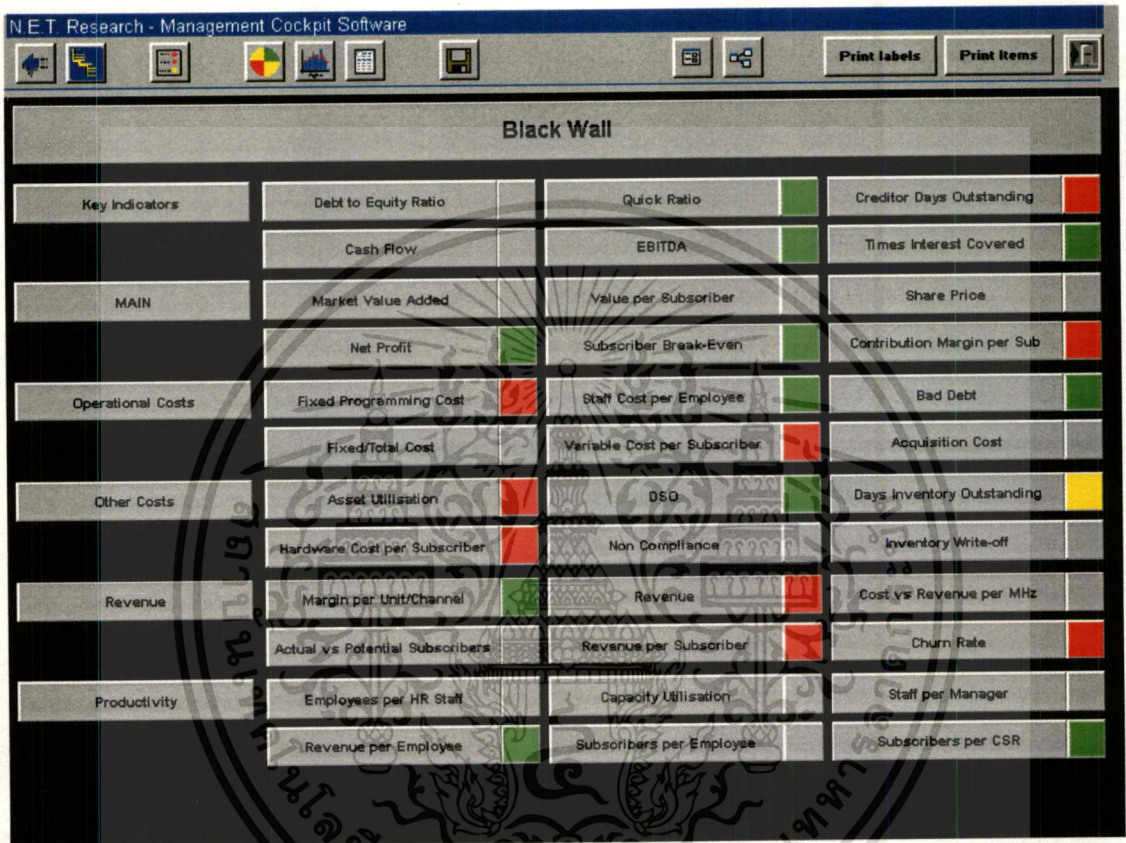 N.E.T. Research - Management Cockpit Software
Print labels Print Items
Black Wall
Key Indicators Debt to Equity Ratio Quick Ratio Creditor Days Outstanding
Cash Flow EBITDA Times Interest Covered
MAIN Market Value Added Value per Subscriber Share Price
Net Profit Subscriber Break-Even Contribution Margin per Sub
Operational Costs Fixed Programming Cost Staff Cost per Employee Bad Debt
Fixed/Total Cost Variable Cost per Subscriber Acquisition Cost
Other Costs Asset Utilisation DSO Days Inventory Outstanding
Hardware Cost per Subscriber Non Compliance Inventory Write-off
Revenue Margin per Unit/Channel Revenue Cost vs Revenue per MHz
Actual vs Potential Subscribers Revenue per Subscriber Churn Rate
Productivity Employees per HR Staff Capacity Utilisation Staff per Manager
Revenue per Employee Subscribers per Employee Subscribers per CSR